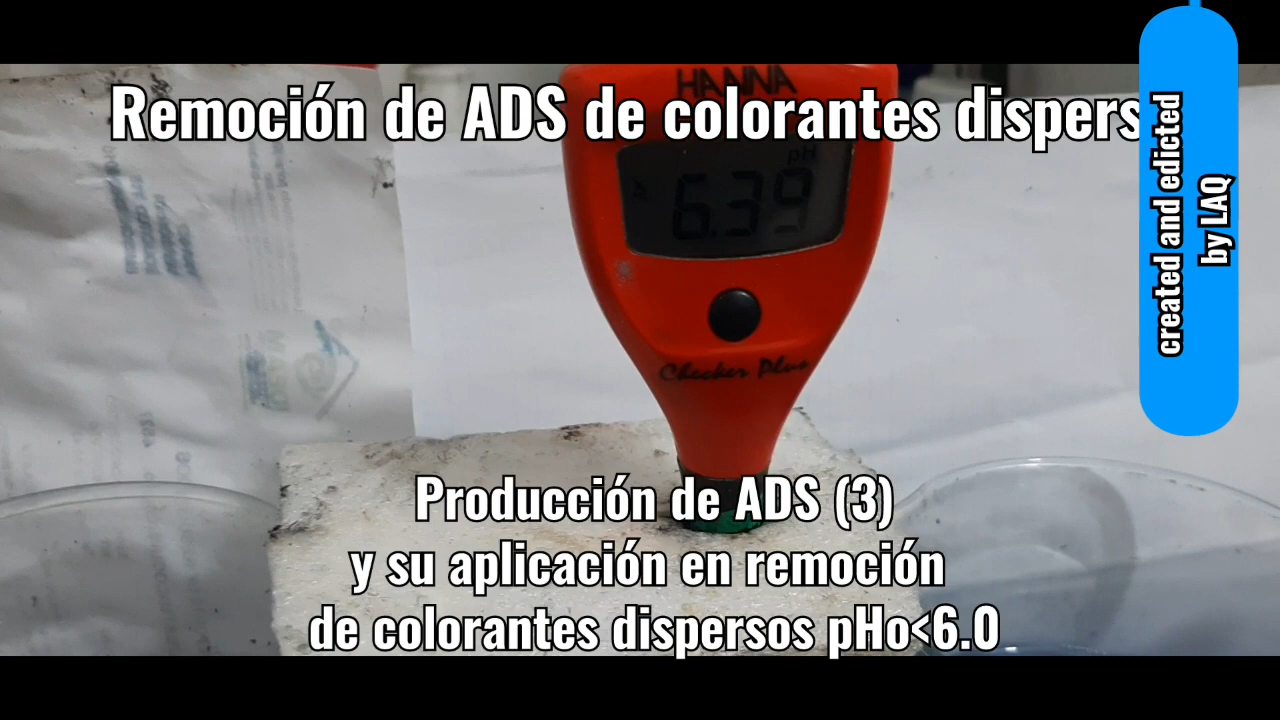 Remoción de ADS de colorantes dispers
HANNA
pH
6.39
Checker Plus
created and edicted
by LAQ
Producción de ADS (3)
y su aplicación en remoción
de colorantes dispersos pHo<6.0